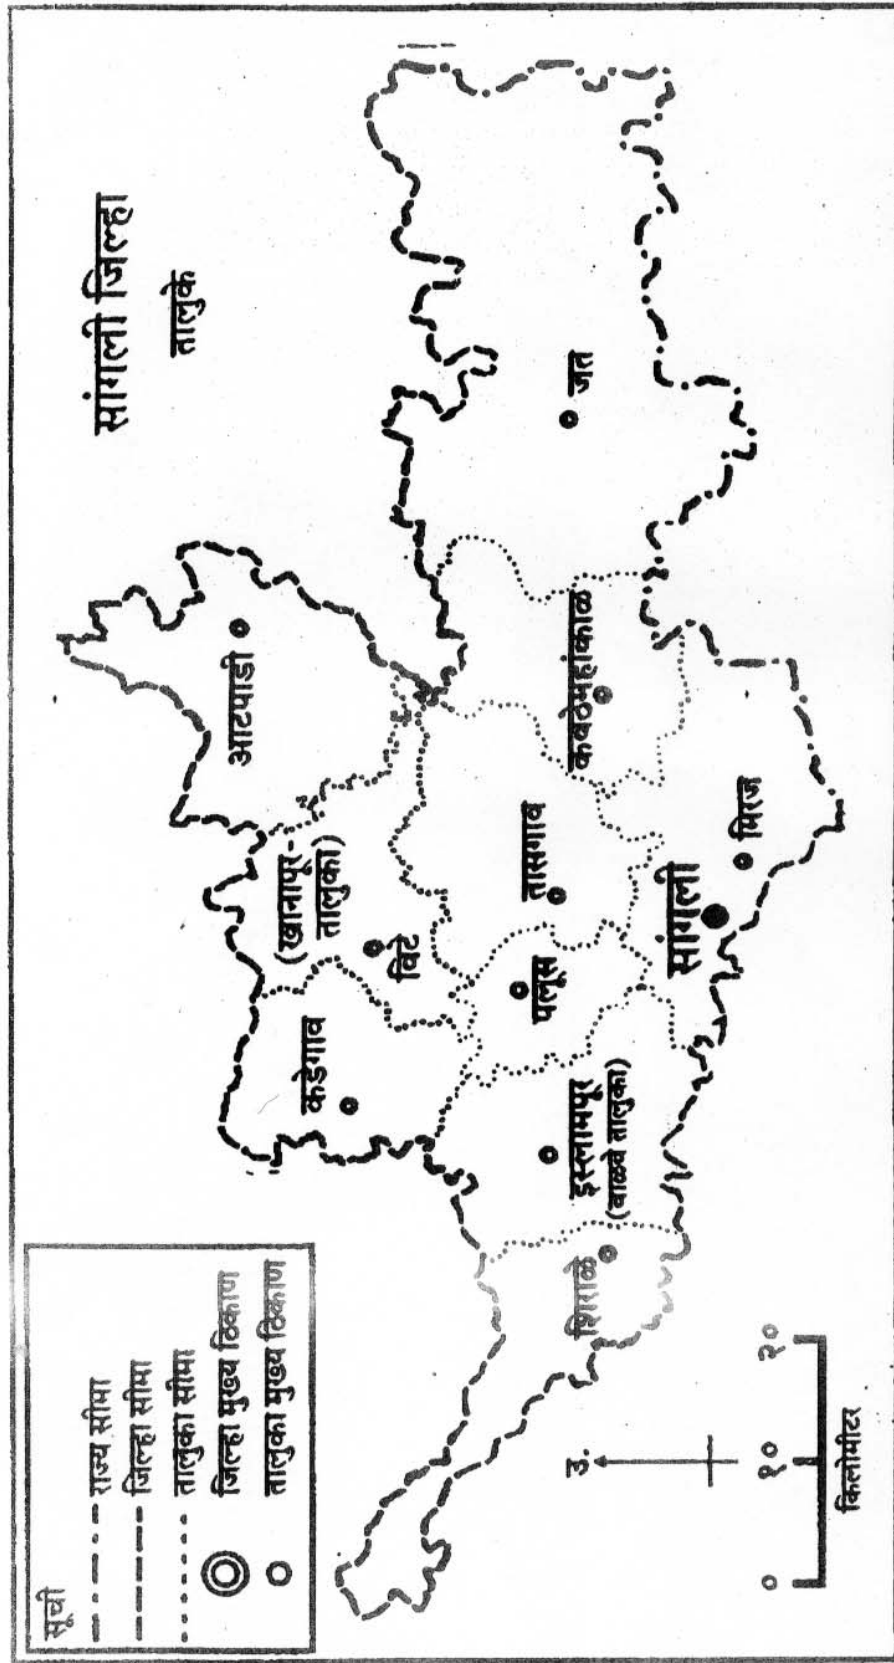 सांगली जिल्हा
तालुके
सूची
राज्य सीमा
जिल्हा सीमा
तालुका सीमा
जिल्हा मुख्य ठिकाण
तालुका मुख्य ठिकाण
आटपाडी
(खानापूर-
तालुका)
विटे
कडेगाव
पलूस
तासगाव
कवठेमहांकाळ
जत
इस्लामपूर
(वाळवे तालुका)
शिराळे
सांगली
मिरज
उ.
० १० २०
किलोमीटर